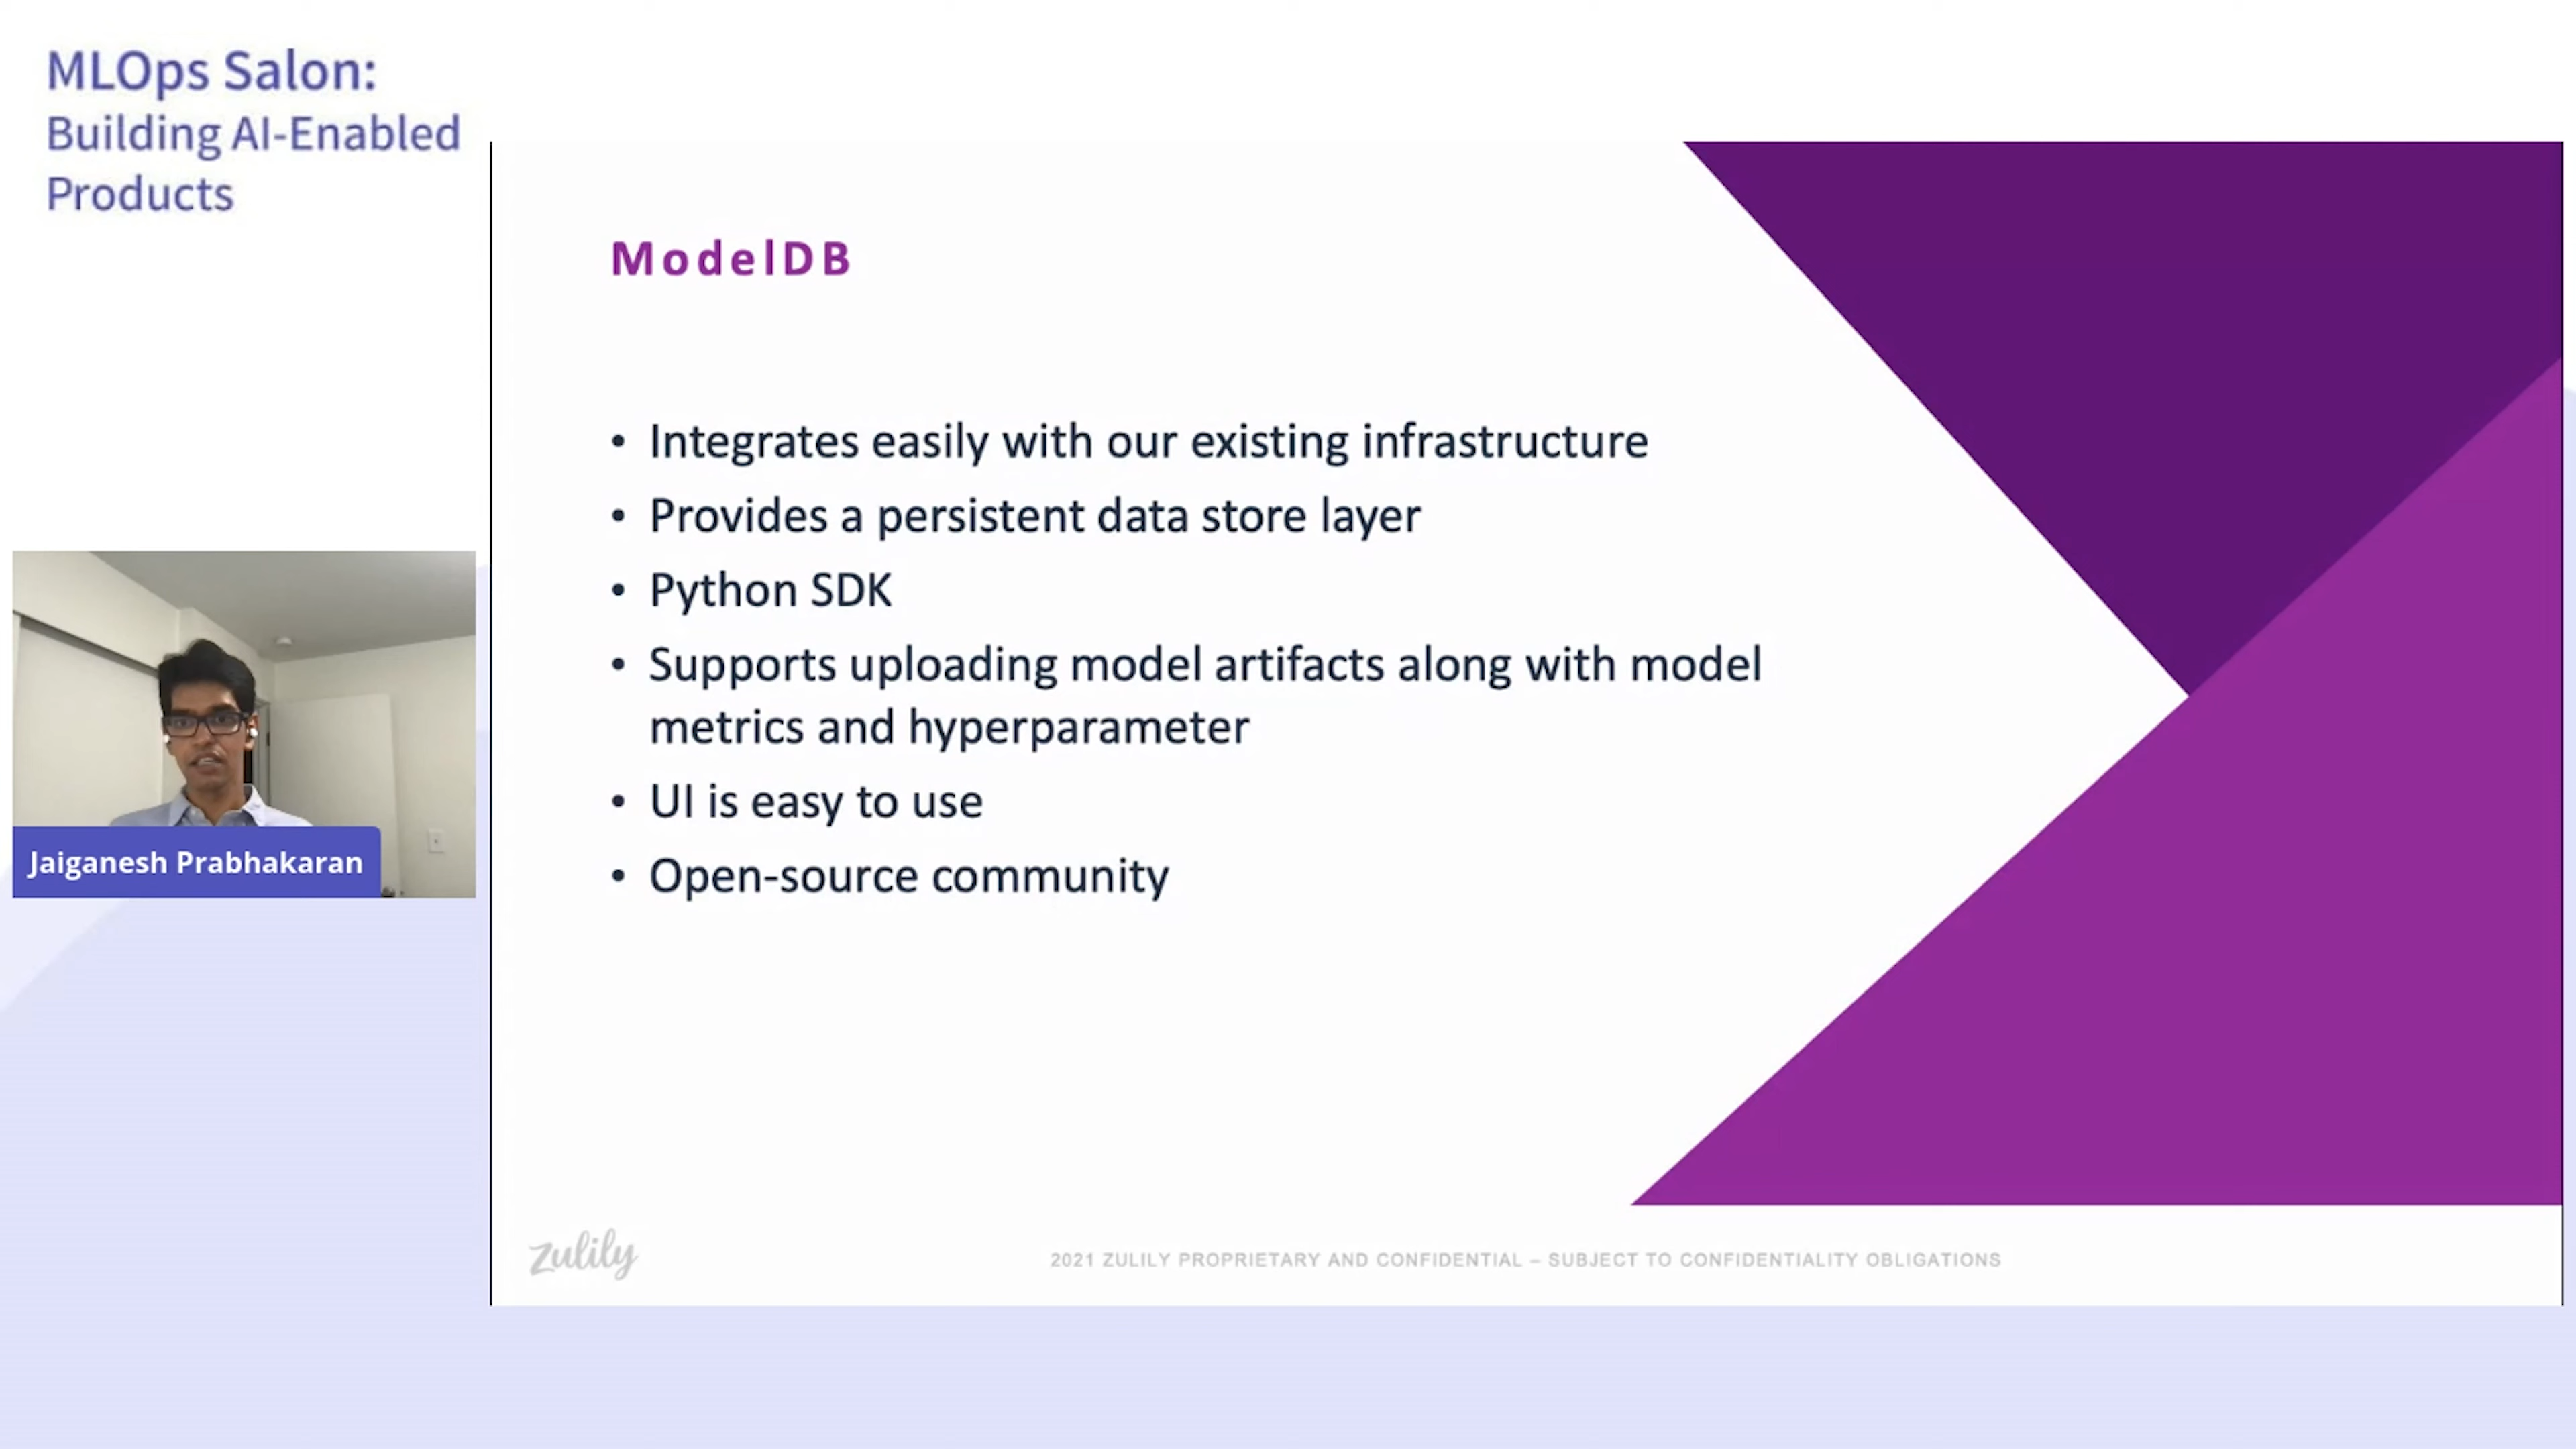 MLOps Salon:
Building AI-Enabled
Products
ModelDB
• Integrates easily with our existing infrastructure
• Provides a persistent data store layer
• Python SDK
• Supports uploading model artifacts along with model
metrics and hyperparameter
• UI is easy to use
• Open-source community
Jaiganesh Prabhakaran
zulily
2021 ZULILY PROPRIETARY AND CONFIDENTIAL – SUBJECT TO CONFIDENTIALITY OBLIGATIONS